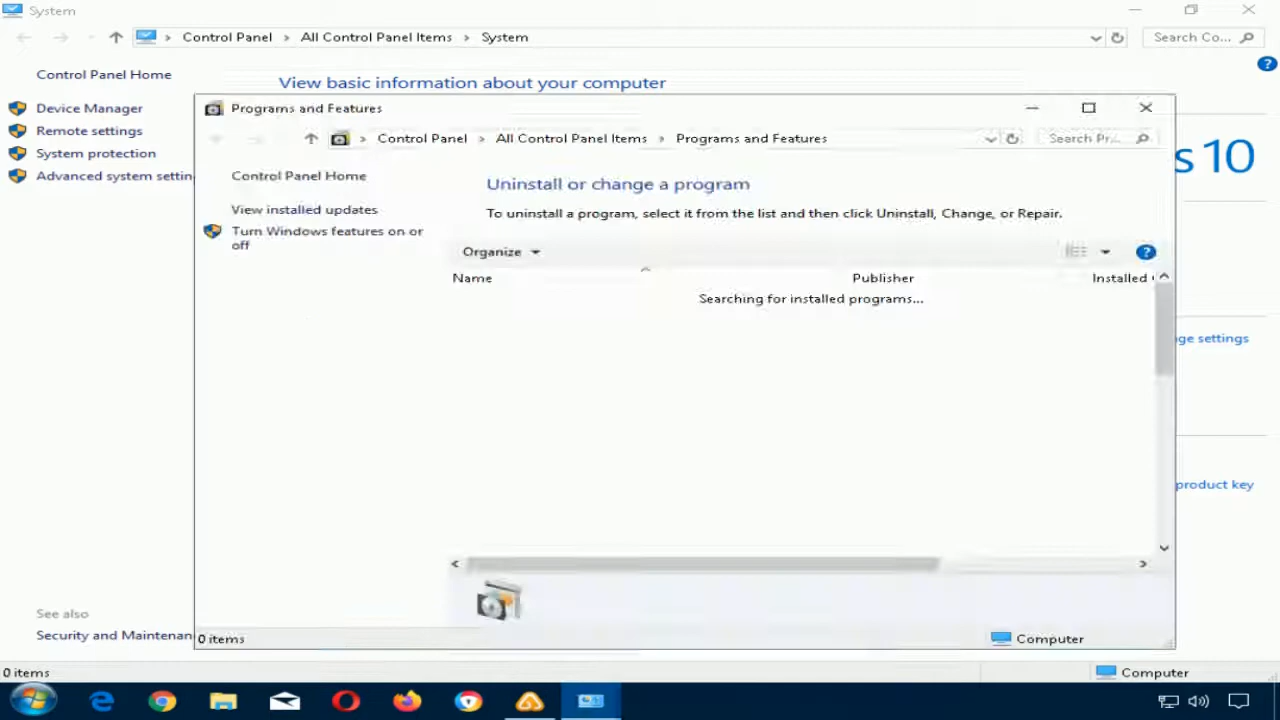 System
Control Panel > All Control Panel Items > System
Search Co...
Control Panel Home
View basic information about your computer
Device Manager
Remote settings
System protection
Advanced system settin
s 10
ge settings
product key
See also
Security and Maintenan
0 items
Computer
Programs and Features
Control Panel > All Control Panel Items > Programs and Features
Search Pr...
Control Panel Home
View installed updates
Turn Windows features on or
off
Uninstall or change a program
To uninstall a program, select it from the list and then click Uninstall, Change, or Repair.
Organize
Name
Publisher
Installed
Searching for installed programs...
0 items
Computer